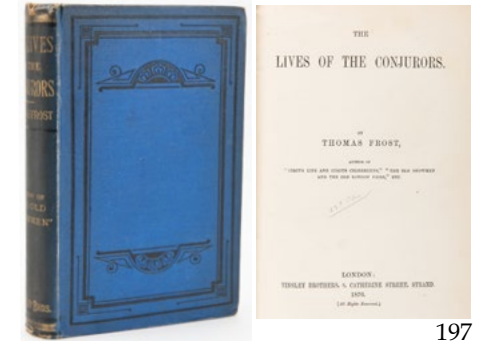 LIVES
THE
FROST
OLD
THE
LIVES OF THE CONJURORS.
BY
THOMAS FROST,
AUTHOR OF
"CIRCUS LIFE AND CIRCUS CELEBRITIES," "THE OLD SHOWMEN
AND THE OLD LONDON FAIRS," ETC.
LONDON:
TINSLEY BROTHERS, 8, CATHERINE STREET, STRAND.
1876.
[All Rights Reserved.]
197